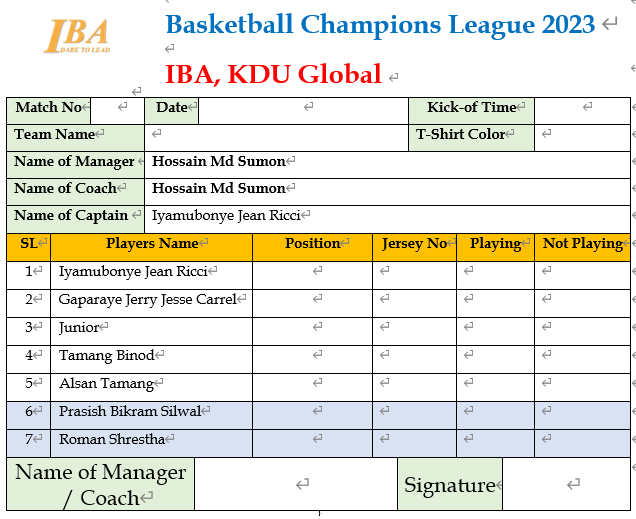 IBA
DARE TO LEAD
Basketball Champions League 2023
IBA, KDU Global
Match No Date Kick-of Time
Team Name T-Shirt Color
Name of Manager Hossain Md Sumon
Name of Coach Hossain Md Sumon
Name of Captain Iyamubonye Jean Ricci
SL Players Name Position Jersey No Playing Not Playing
1 Iyamubonye Jean Ricci
2 Gaparaye Jerry Jesse Carrel
3 Junior
4 Tamang Binod
5 Alsan Tamang
6 Prasish Bikram Silwal
7 Roman Shrestha
Name of Manager
/ Coach Signature